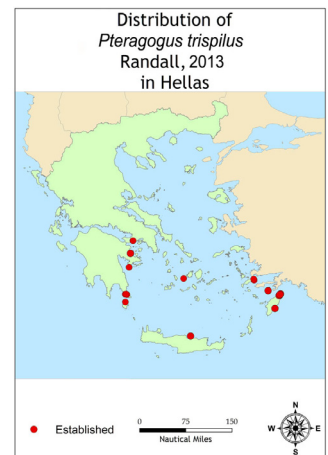 Distribution of
Pteragogus trispilus
Randall, 2013
in Hellas
N
W E
S
Established
0 75 150
Nautical Miles